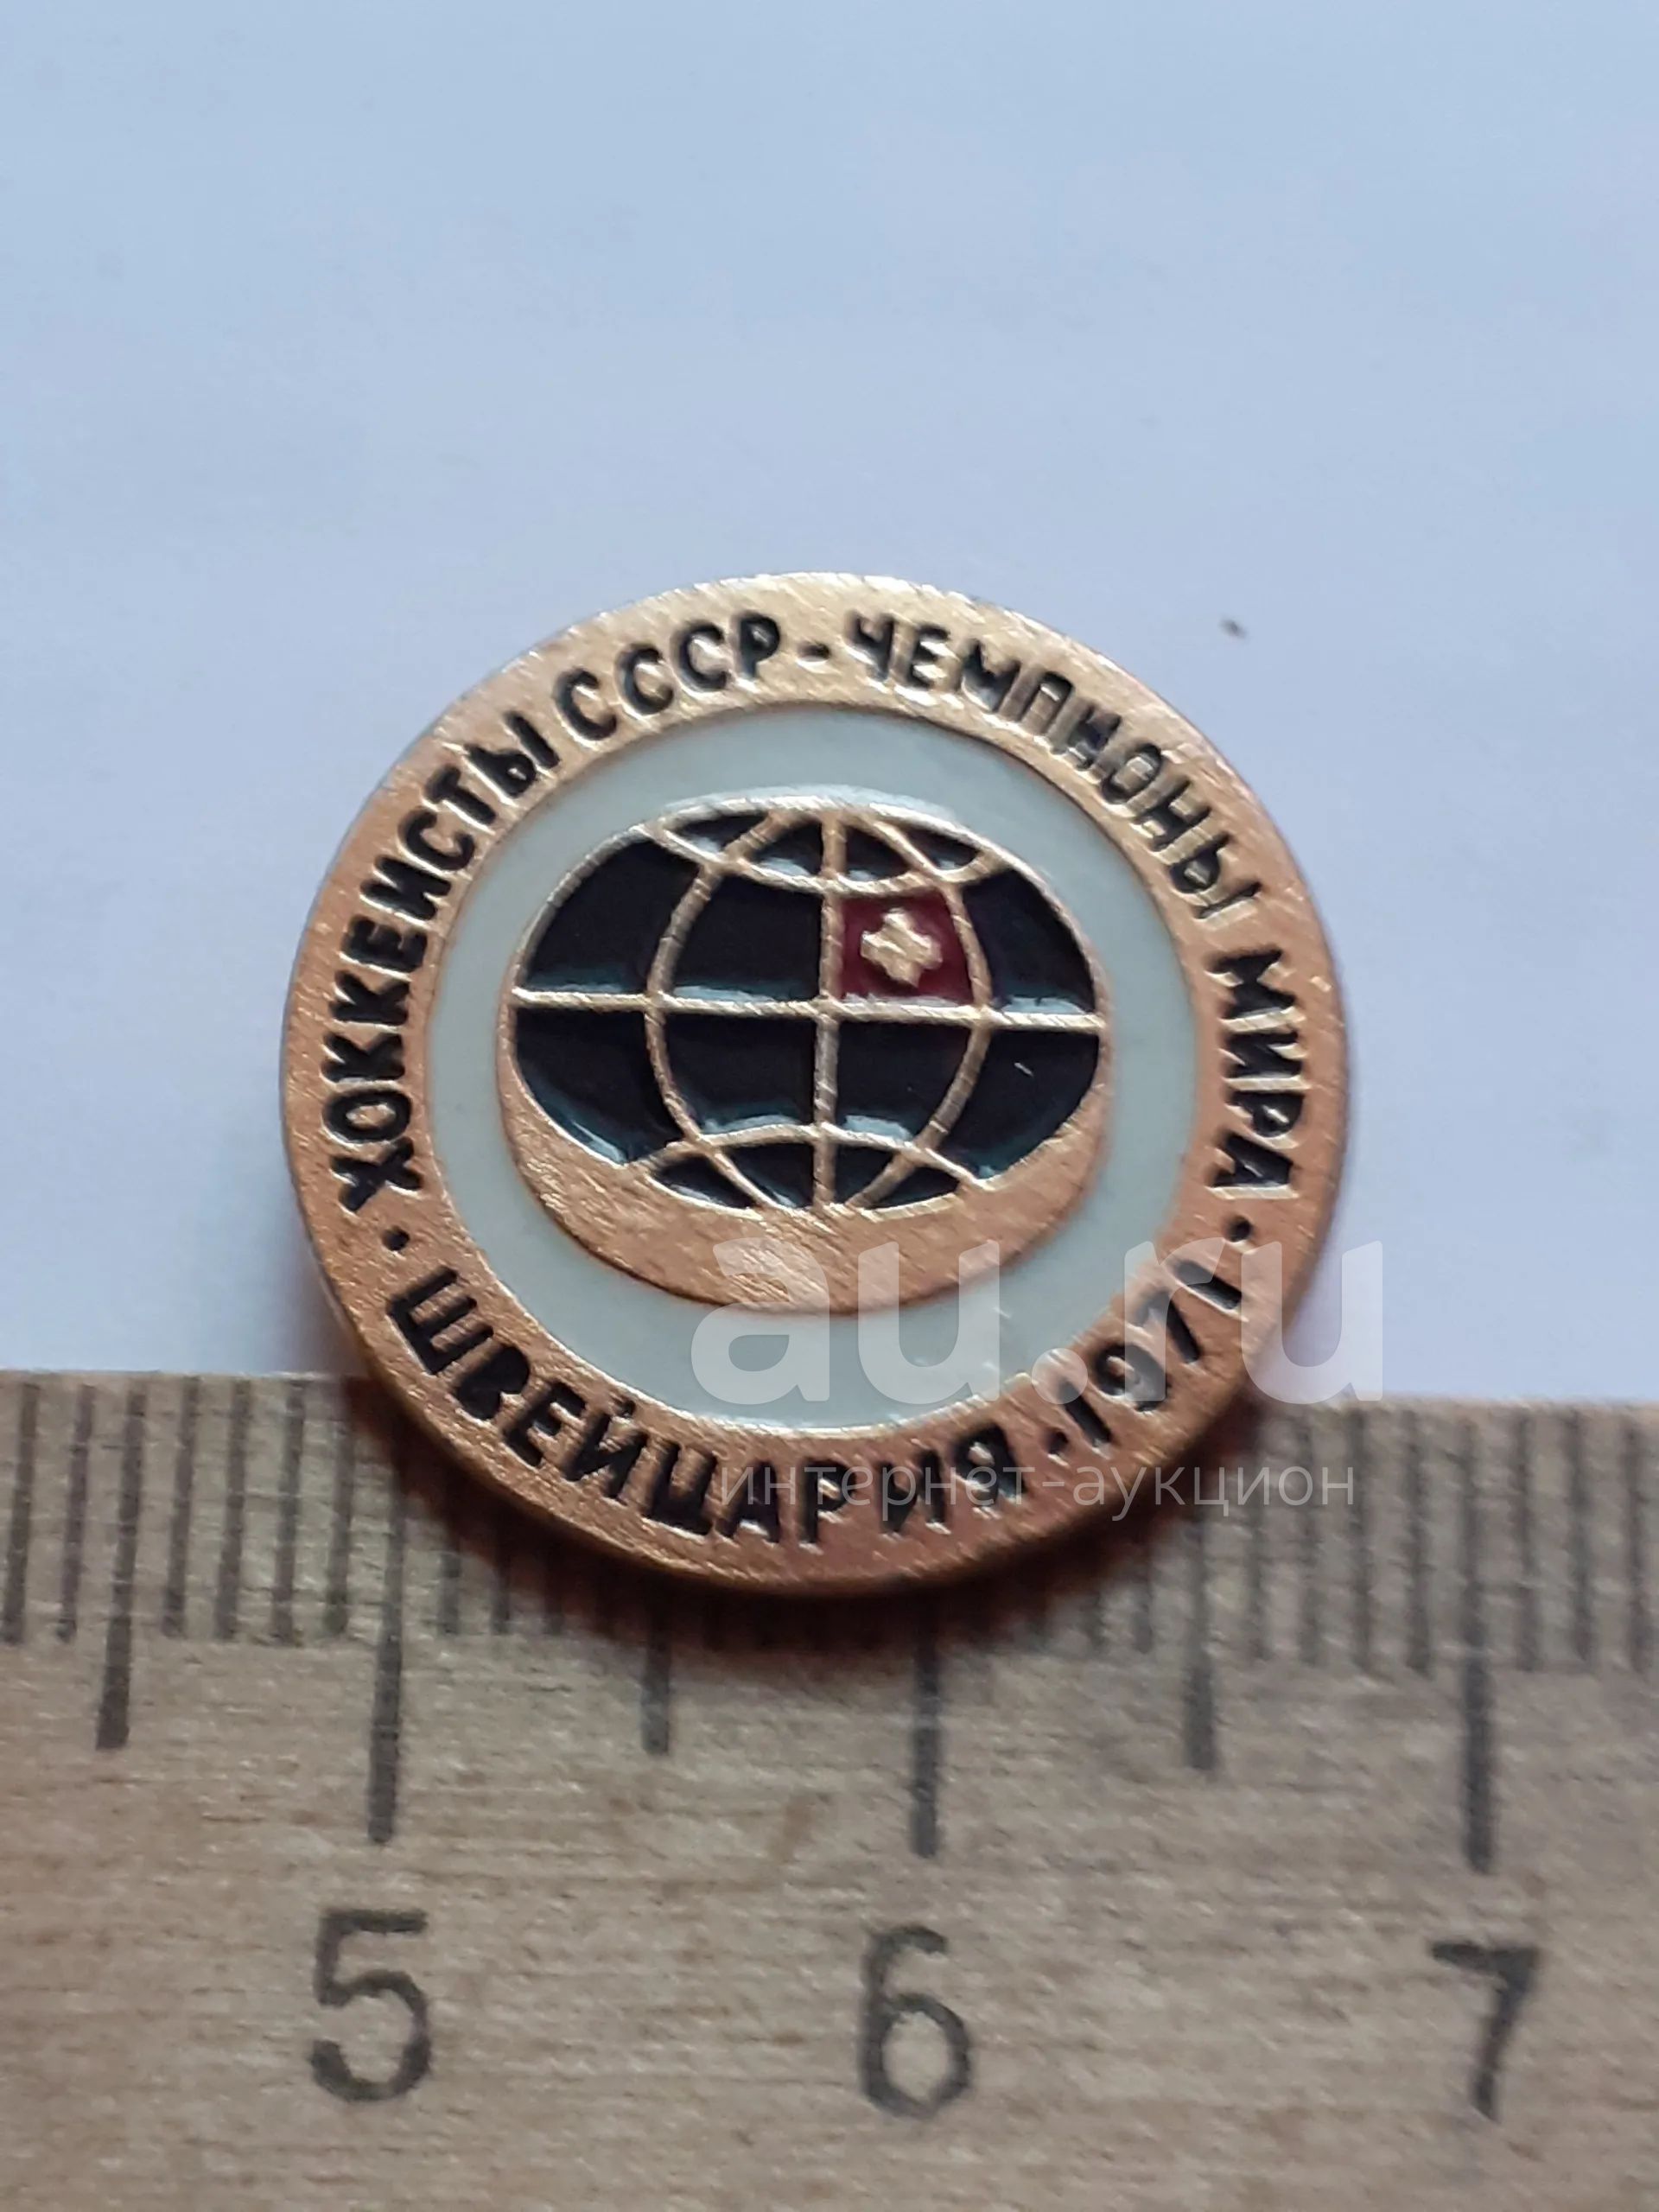 ХОККЕИСТЫ СССР - ЧЕМПИОНЫ МИРА •
• ШВЕЙЦАРИЯ • 1971
au.ru
интернет-аукцион
5 6 7